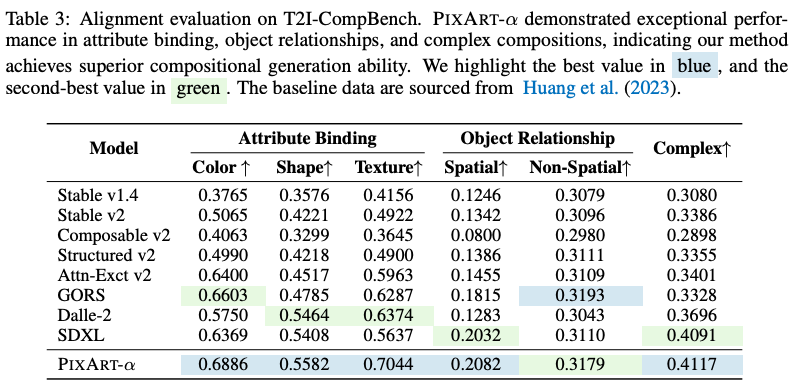 Table 3: Alignment evaluation on T2I-CompBench. PIXART-α demonstrated exceptional perfor-
mance in attribute binding, object relationships, and complex compositions, indicating our method
achieves superior compositional generation ability. We highlight the best value in blue , and the
second-best value in green . The baseline data are sourced from Huang et al. (2023).
Model Attribute Binding Object Relationship Complex↑
Color ↑ Shape↑ Texture↑ Spatial↑ Non-Spatial↑
Stable v1.4 0.3765 0.3576 0.4156 0.1246 0.3079 0.3080
Stable v2 0.5065 0.4221 0.4922 0.1342 0.3096 0.3386
Composable v2 0.4063 0.3299 0.3645 0.0800 0.2980 0.2898
Structured v2 0.4990 0.4218 0.4900 0.1386 0.3111 0.3355
Attn-Exct v2 0.6400 0.4517 0.5963 0.1455 0.3109 0.3401
GORS 0.6603 0.4785 0.6287 0.1815 0.3193 0.3328
Dalle-2 0.5750 0.5464 0.6374 0.1283 0.3043 0.3696
SDXL 0.6369 0.5408 0.5637 0.2032 0.3110 0.4091
PIXART-α 0.6886 0.5582 0.7044 0.2082 0.3179 0.4117